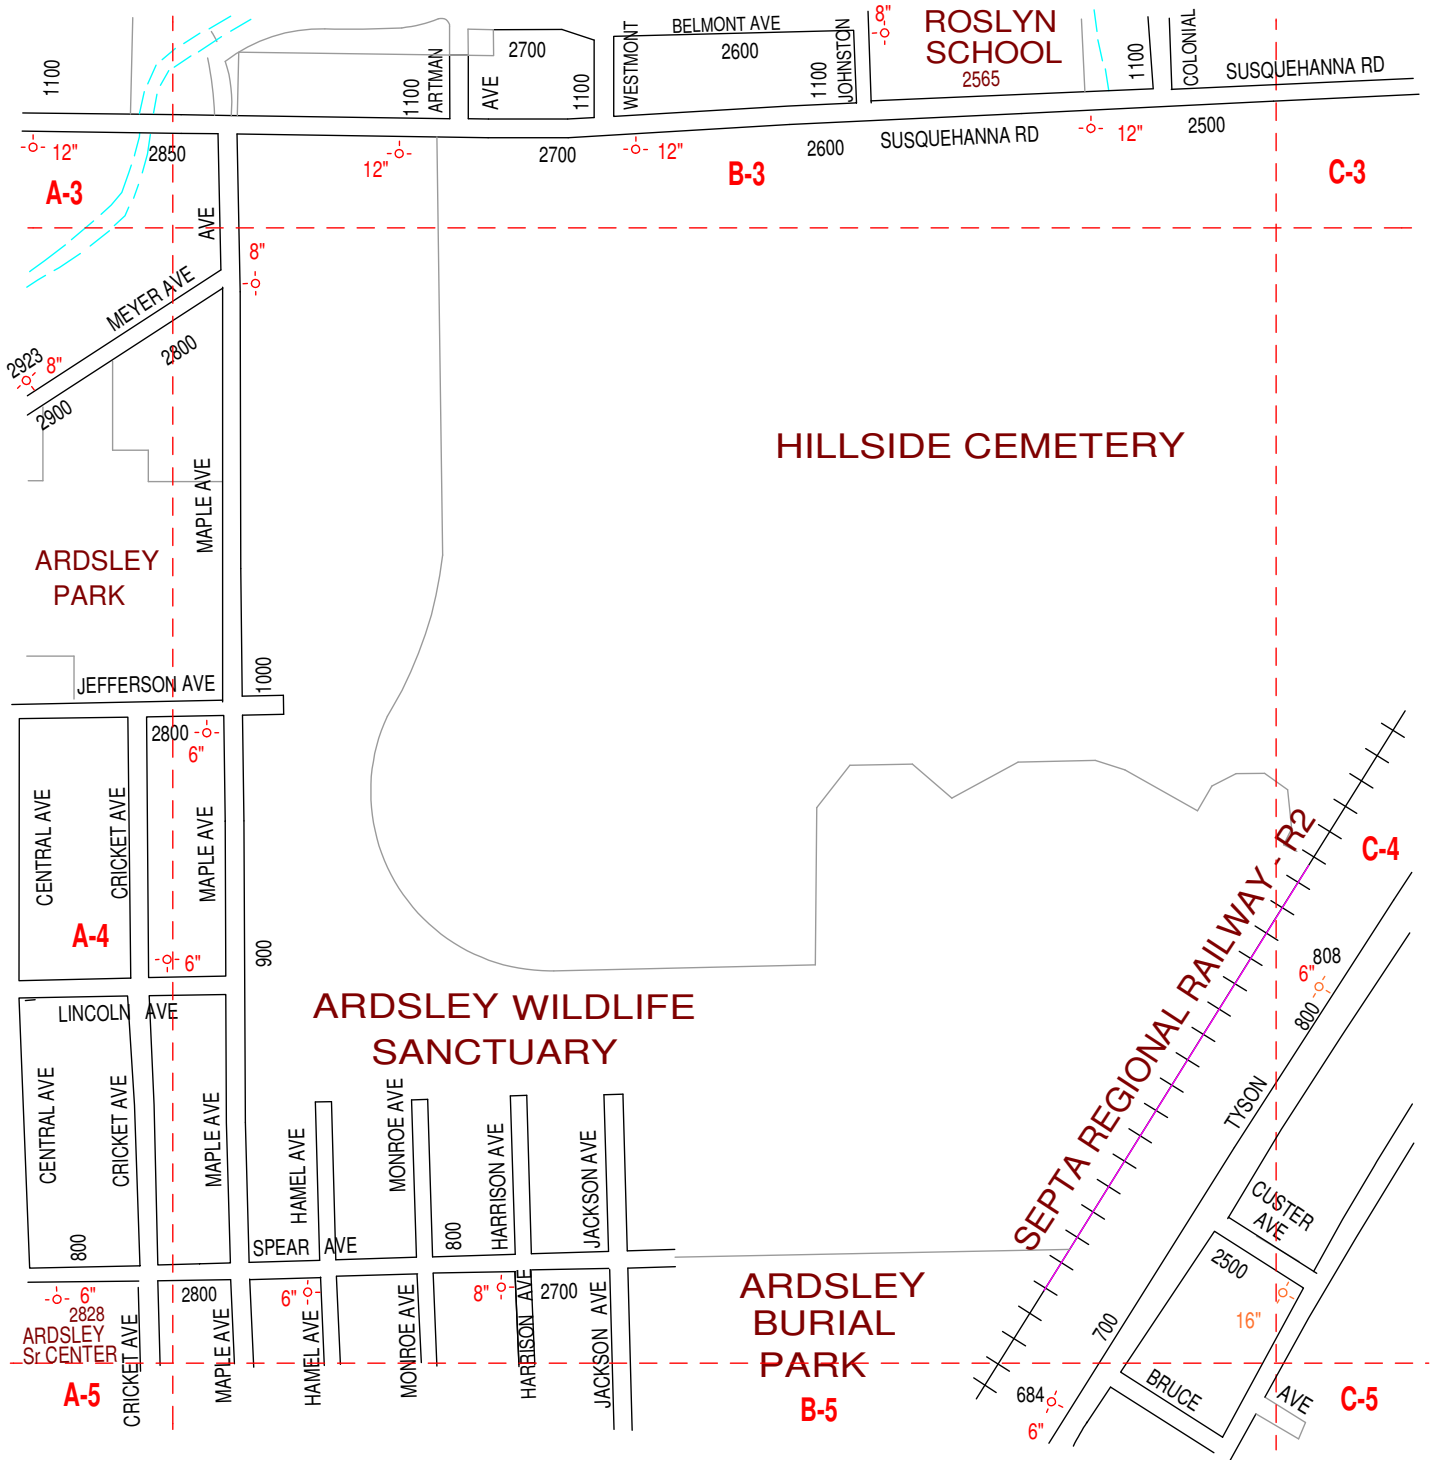 8"
ROSLYN
SCHOOL
2565
BELMONT AVE
2700
2600
1100
1100
ARTMAN
AVE
1100
WESTMONT
1100
JOHNSTON
1100
COLONIAL
SUSQUEHANNA RD
12"
2850
12"
2700
12"
2600
SUSQUEHANNA RD
12"
2500
A-3
B-3
C-3
AVE
8"
MEYER AVE
2800
2923
8"
2900
HILLSIDE CEMETERY
MAPLE AVE
ARDSLEY
PARK
1000
JEFFERSON AVE
2800
6"
CENTRAL AVE
CRICKET AVE
MAPLE AVE
SEPTA REGIONAL RAILWAY - R2
C-4
A-4
6"
900
808
6"
800
LINCOLN AVE
ARDSLEY WILDLIFE
SANCTUARY
CENTRAL AVE
CRICKET AVE
MAPLE AVE
HAMEL AVE
MONROE AVE
HARRISON AVE
JACKSON AVE
TYSON
CUSTER
AVE
800
SPEAR AVE
800
2500
6"
2828
ARDSLEY
Sr CENTER
2800
6"
8"
2700
ARDSLEY
BURIAL
PARK
16"
700
CRICKET AVE
MAPLE AVE
HAMEL AVE
MONROE AVE
HARRISON AVE
JACKSON AVE
684
6"
BRUCE
AVE
A-5
B-5
C-5